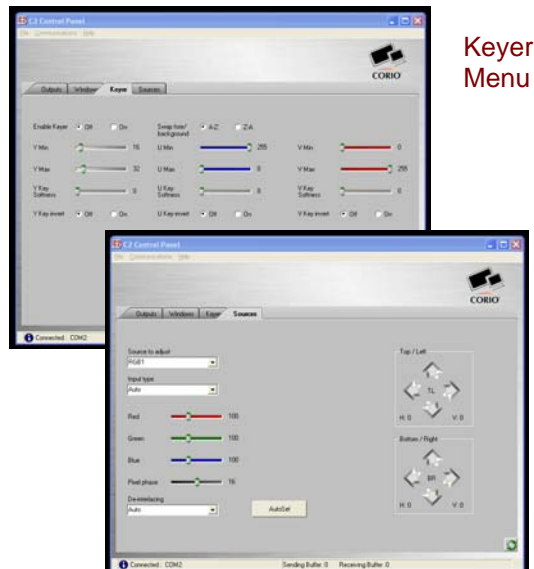 C2 Control Panel
File Communications Help
CORIO
Outputs Windows Keyer Sources
Enable Keyer Off On Swap fore/ background A-Z Z-A
Y Min 16 U Min 255 V Min 0
Y Max 32 U Max 0 V Max 255
Y Key Softness 0 U Key Softness 0 V Key Softness 0
Y Key invert Off On U Key invert Off On V Key invert Off On
Connected : COM2
Keyer
Menu
C2 Control Panel
File Communications Help
CORIO
Outputs Windows Keyer Sources
Source to adjust
RGB1
Input type
Auto
Red 100
Green 100
Blue 100
Pixel phase 16
De-interlacing
Auto
AutoSet
Top / Left
TL
H: 0 V: 0
Bottom / Right
BR
H: 0 V: 0
Connected : COM2 Sending Buffer :0 Receiving Buffer :0